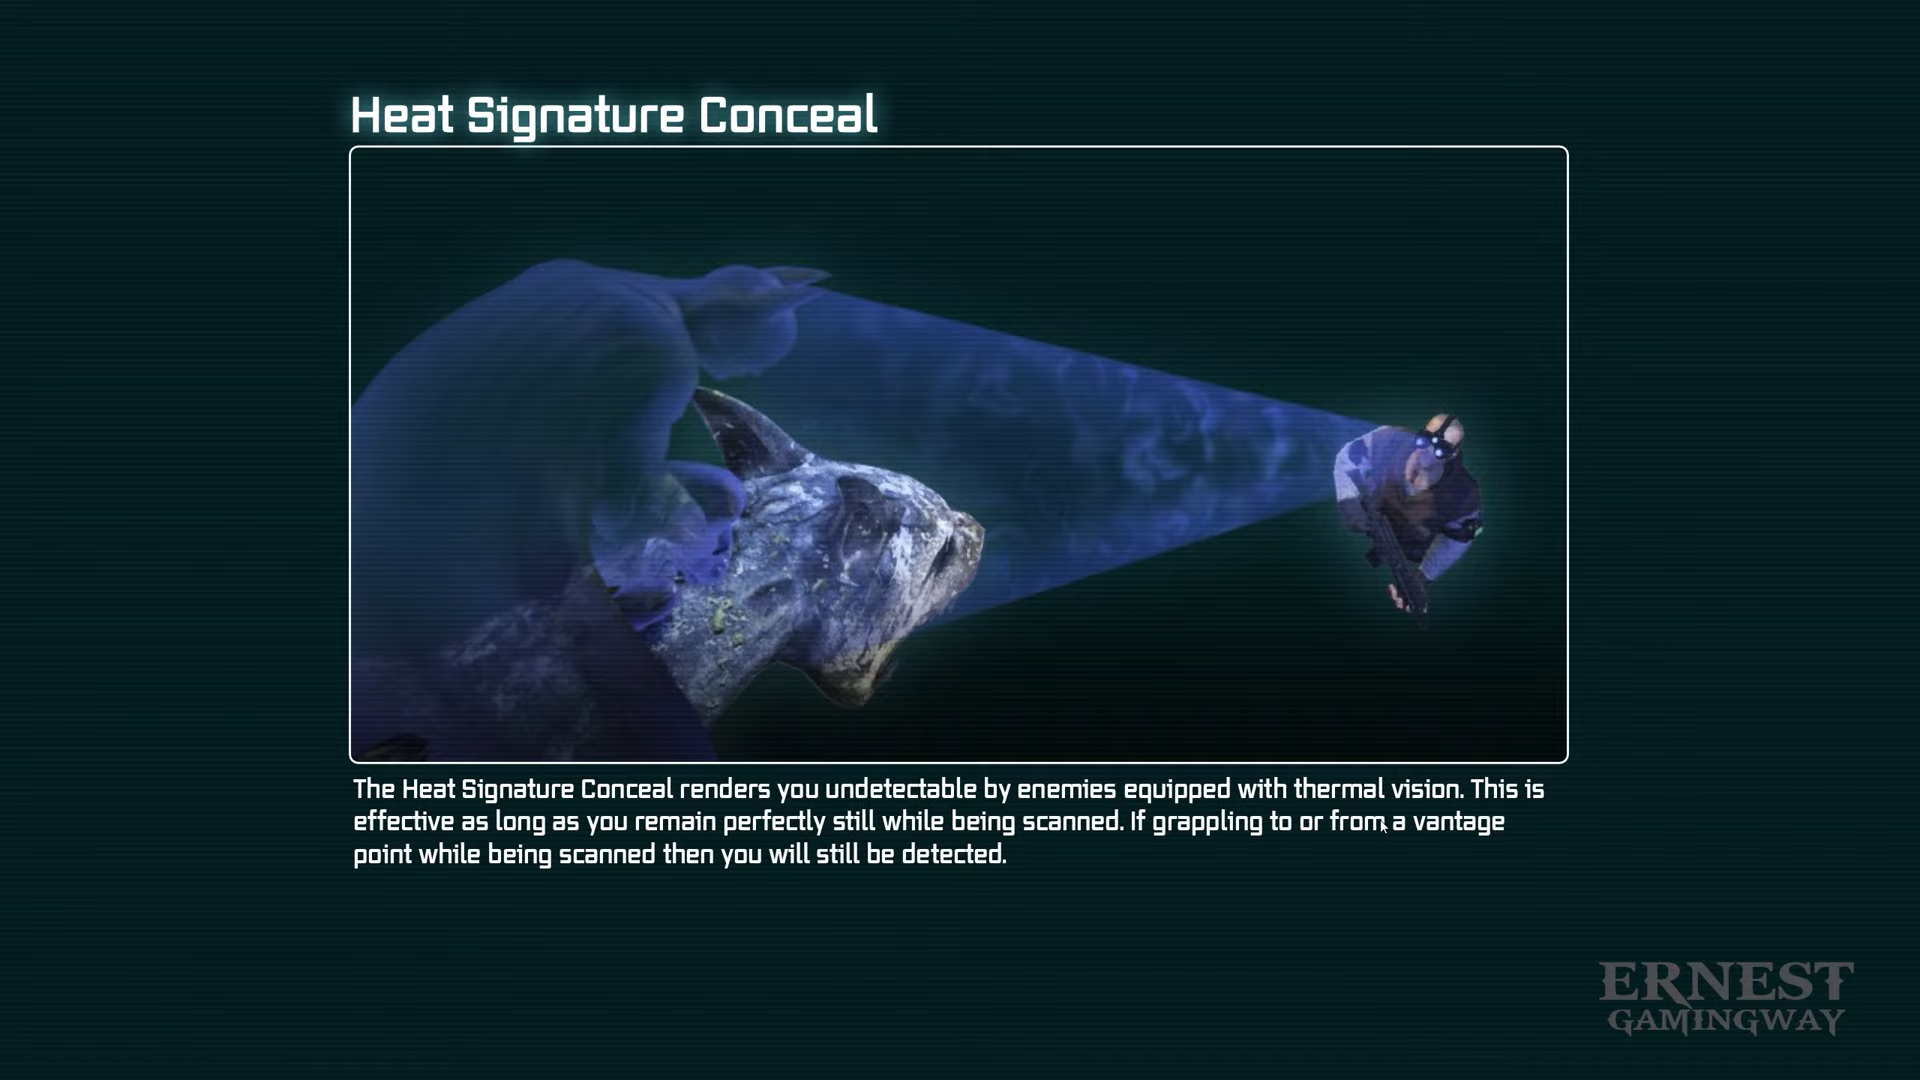 Heat Signature Conceal
The Heat Signature Conceal renders you undetectable by enemies equipped with thermal vision. This is
effective as long as you remain perfectly still while being scanned. If grappling to or from a vantage
point while being scanned then you will still be detected.
ERNEST
GAMINGWAY